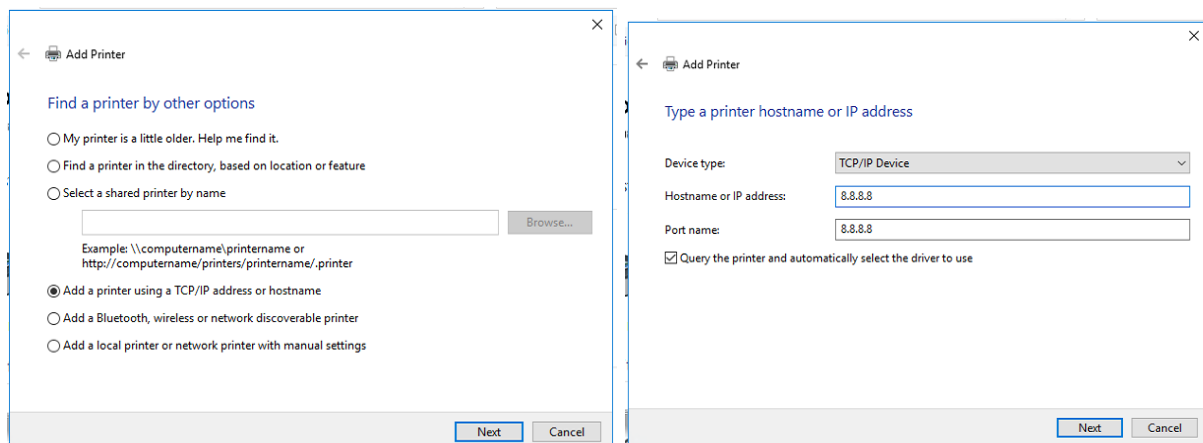 Add Printer
Find a printer by other options
My printer is a little older. Help me find it.
Find a printer in the directory, based on location or feature
Select a shared printer by name
Browse...
Example: \\computername\printername or
http://computername/printers/printername/.printer
Add a printer using a TCP/IP address or hostname
Add a Bluetooth, wireless or network discoverable printer
Add a local printer or network printer with manual settings
Next Cancel
Add Printer
Type a printer hostname or IP address
Device type: TCP/IP Device
Hostname or IP address: 8.8.8.8
Port name: 8.8.8.8
Query the printer and automatically select the driver to use
Next Cancel